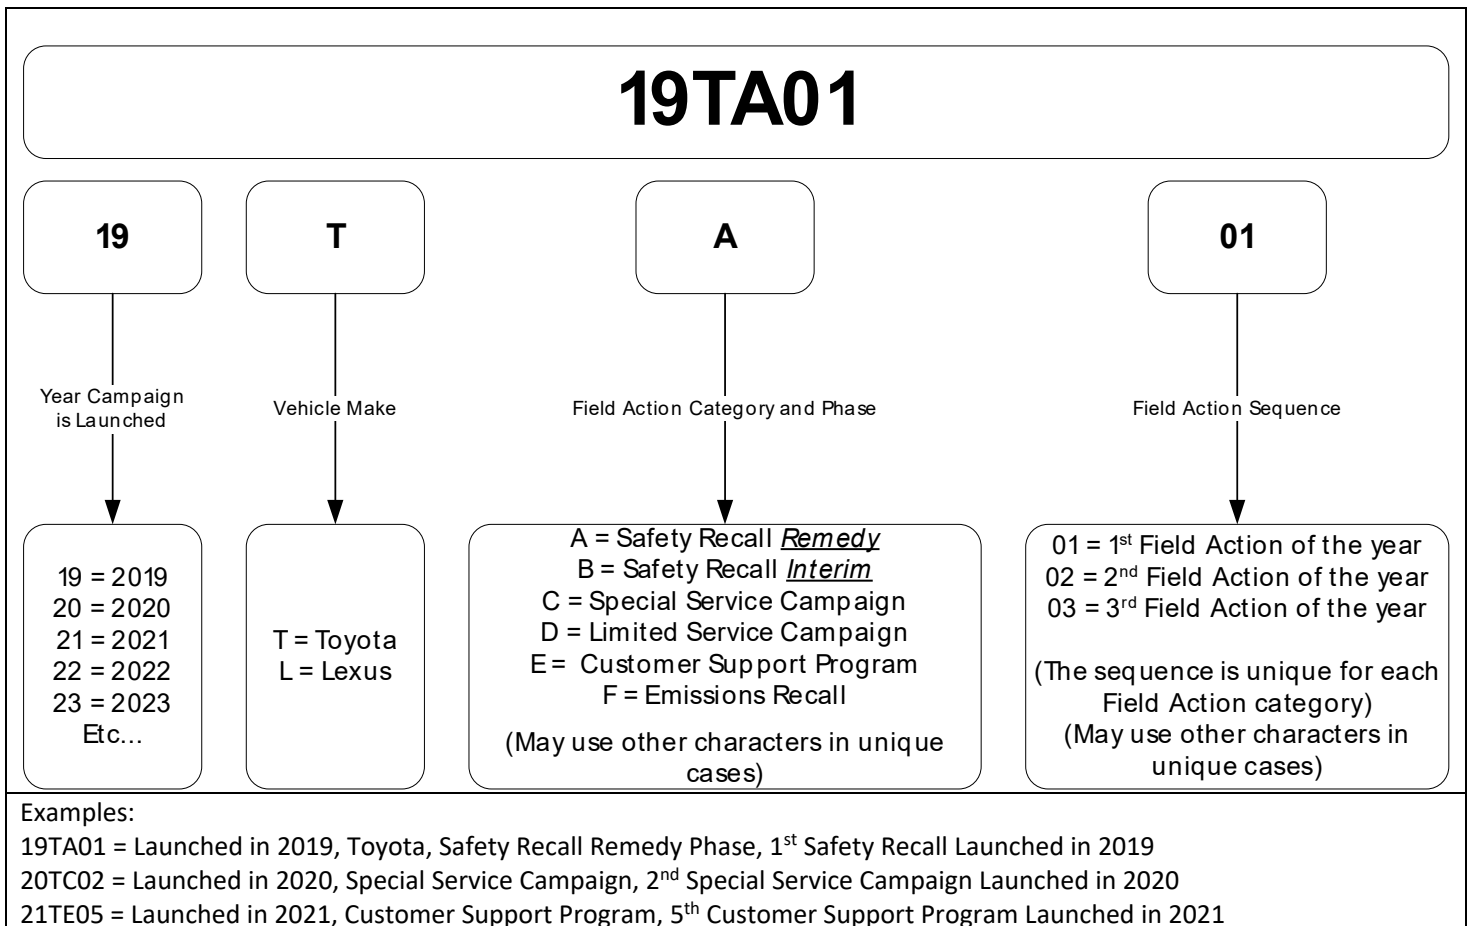 19TA01
19
T
A
01
Year Campaign
is Launched
Vehicle Make
Field Action Category and Phase
Field Action Sequence
19 = 2019
20 = 2020
21 = 2021
22 = 2022
23 = 2023
Etc...
T = Toyota
L = Lexus
A = Safety Recall Remedy
B = Safety Recall Interim
C = Special Service Campaign
D = Limited Service Campaign
E = Customer Support Program
F = Emissions Recall
(May use other characters in unique
cases)
01 = 1st Field Action of the year
02 = 2nd Field Action of the year
03 = 3rd Field Action of the year
(The sequence is unique for each
Field Action category)
(May use other characters in
unique cases)
Examples:
19TA01 = Launched in 2019, Toyota, Safety Recall Remedy Phase, 1st Safety Recall Launched in 2019
20TC02 = Launched in 2020, Special Service Campaign, 2nd Special Service Campaign Launched in 2020
21TE05 = Launched in 2021, Customer Support Program, 5th Customer Support Program Launched in 2021